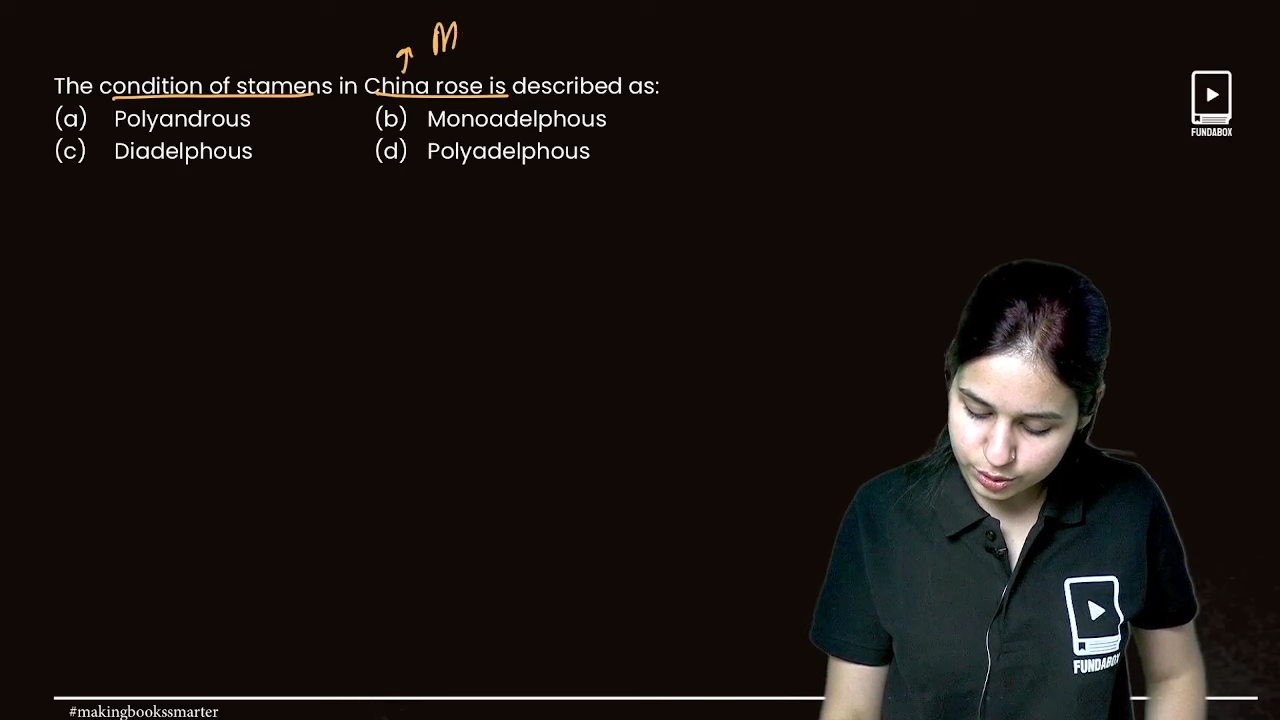 M
The condition of stamens in China rose is described as:
(a) Polyandrous (b) Monoadelphous
(c) Diadelphous (d) Polyadelphous
FUNDABOX
FUNDABOX
#makingbookssmarter